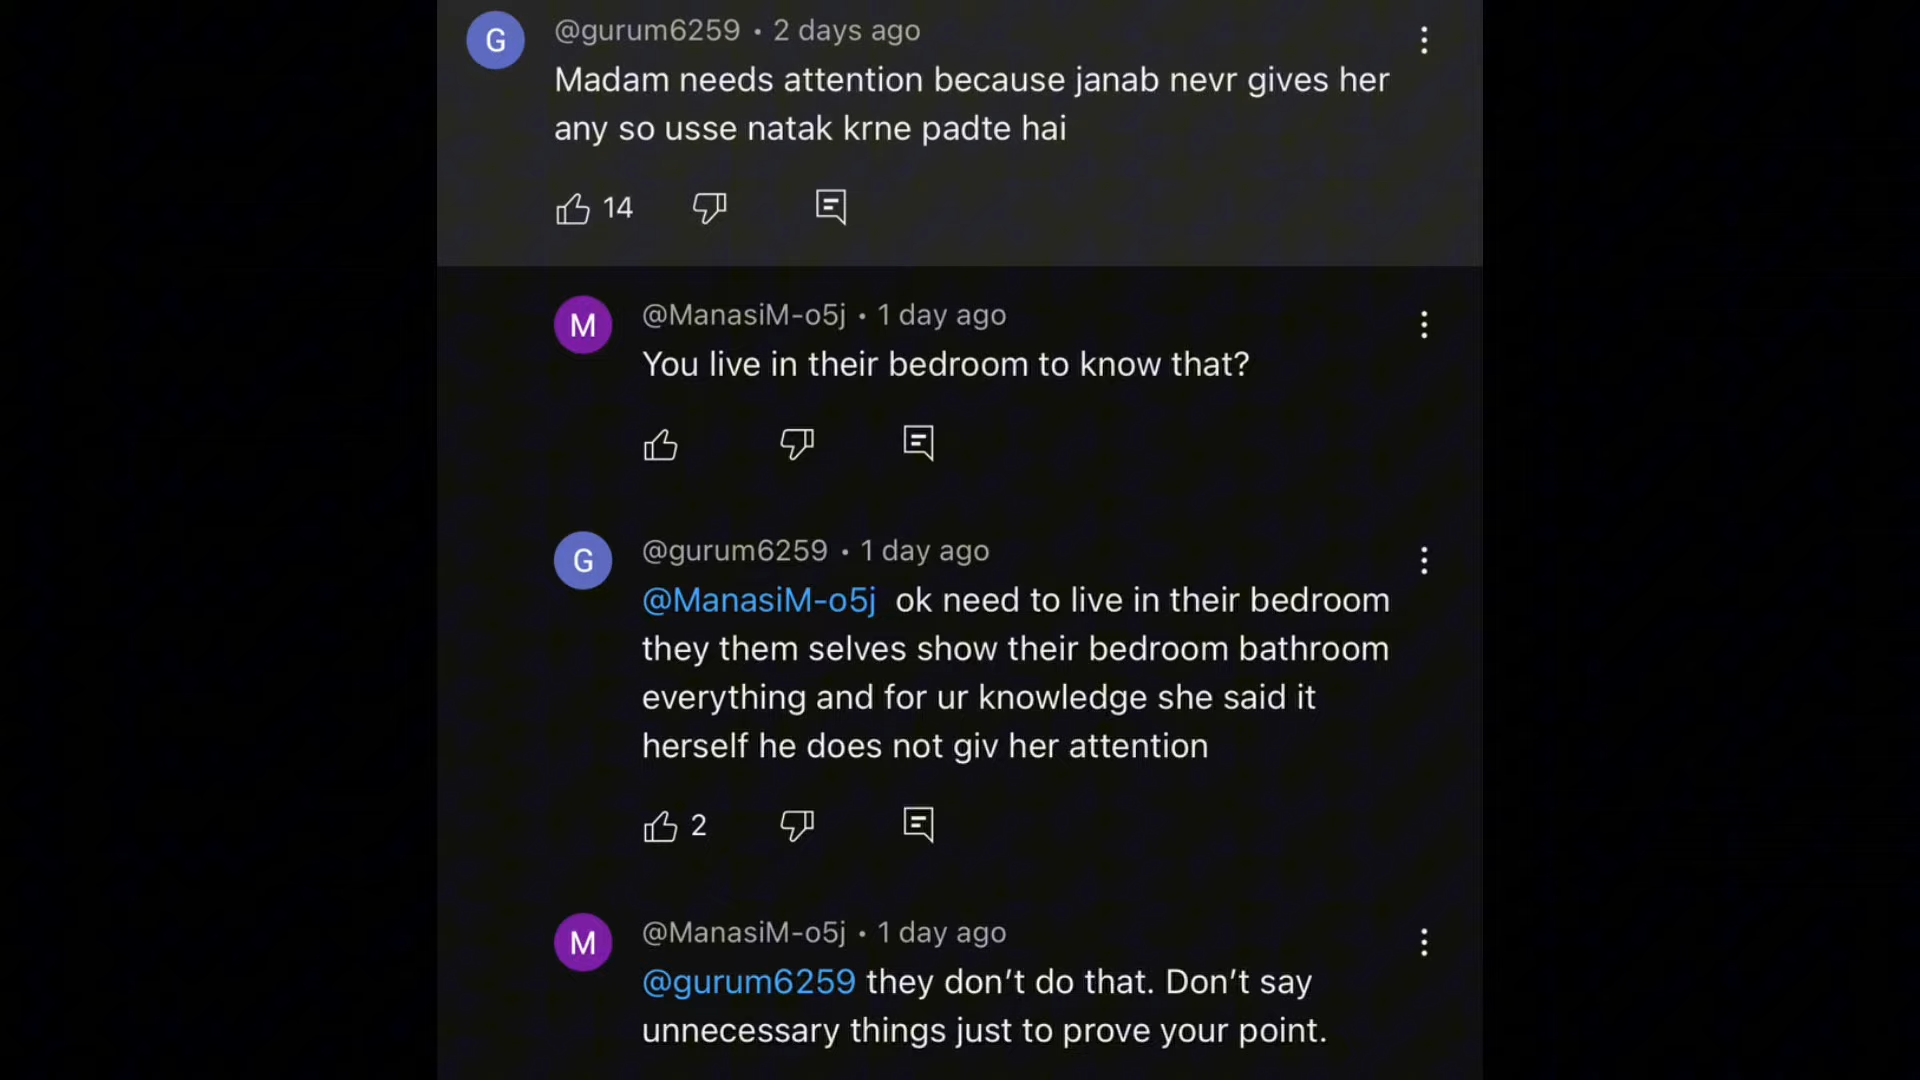 G @gurum6259 • 2 days ago
Madam needs attention because janab nevr gives her
any so usse natak krne padte hai
14
M @ManasiM-o5j • 1 day ago
You live in their bedroom to know that?
G @gurum6259 • 1 day ago
@ManasiM-o5j ok need to live in their bedroom
they them selves show their bedroom bathroom
everything and for ur knowledge she said it
herself he does not giv her attention
2
M @ManasiM-o5j • 1 day ago
@gurum6259 they don’t do that. Don’t say
unnecessary things just to prove your point.